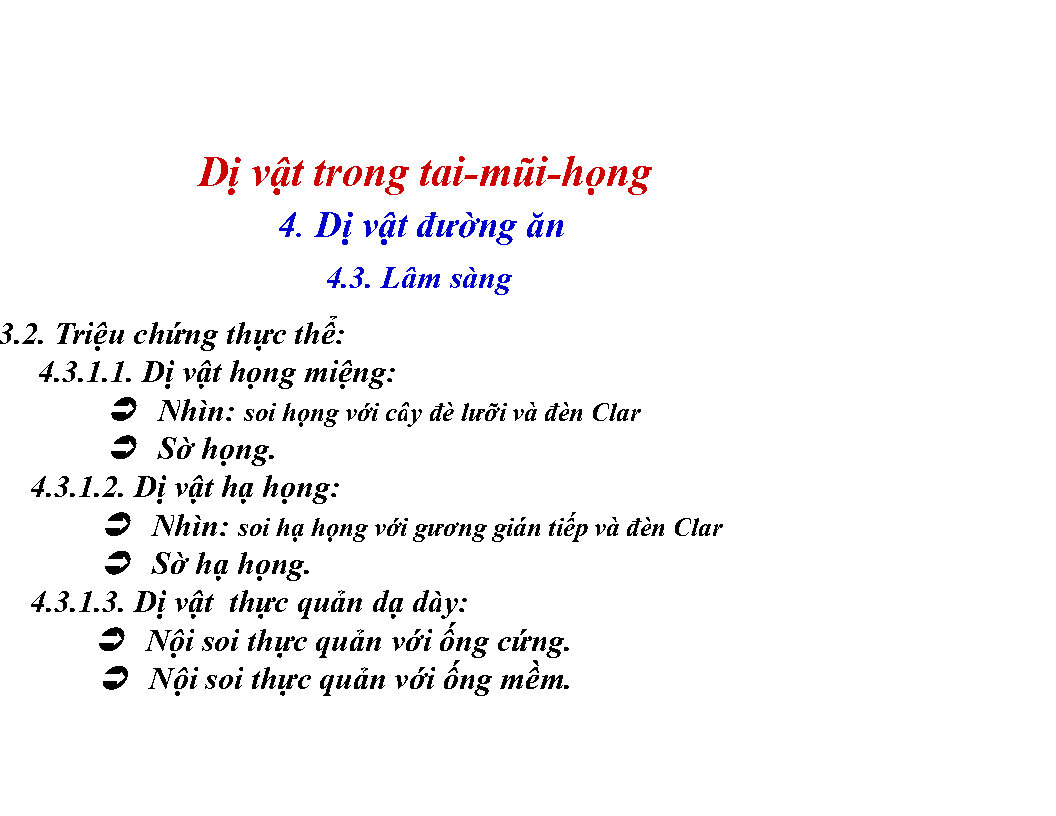 Dị vật trong tai-mũi-họng
4. Dị vật đường ăn
4.3. Lâm sàng
3.2. Triệu chứng thực thể:
4.3.1.1. Dị vật họng miệng:
➲ Nhìn: soi họng với cây đè lưỡi và đèn Clar
➲ Sờ họng.
4.3.1.2. Dị vật hạ họng:
➲ Nhìn: soi hạ họng với gương gián tiếp và đèn Clar
➲ Sờ hạ họng.
4.3.1.3. Dị vật thực quản dạ dày:
➲ Nội soi thực quản với ống cứng.
➲ Nội soi thực quản với ống mềm.